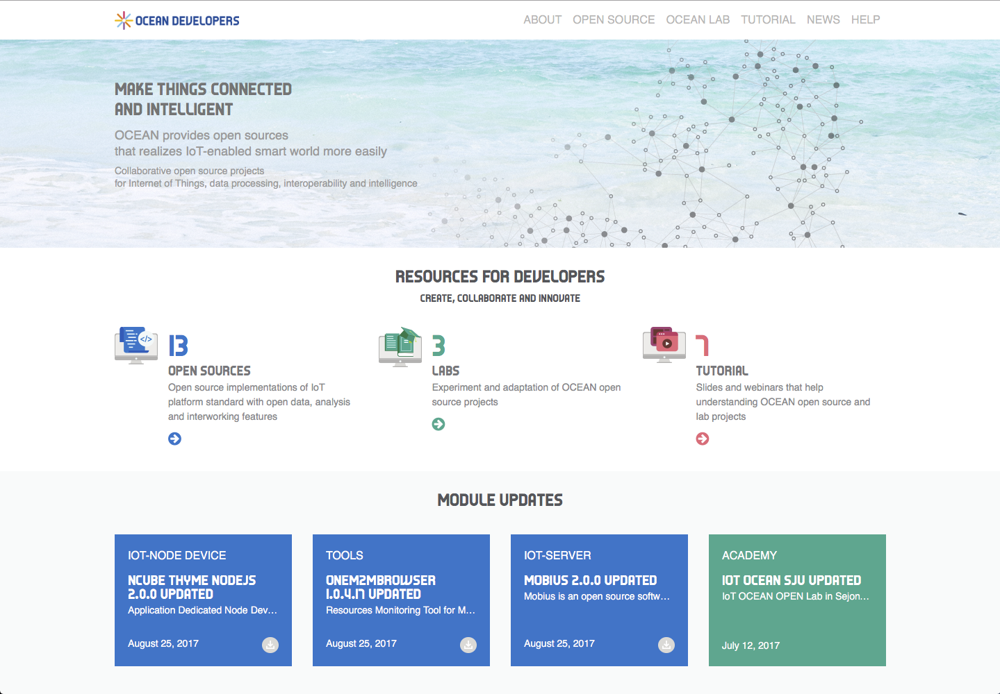 OCEAN DEVELOPERS
ABOUT OPEN SOURCE OCEAN LAB TUTORIAL NEWS HELP
MAKE THINGS CONNECTED
AND INTELLIGENT
OCEAN provides open sources
that realizes IoT-enabled smart world more easily
Collaborative open source projects
for Internet of Things, data processing, interoperability and intelligence
RESOURCES FOR DEVELOPERS
CREATE, COLLABORATE AND INNOVATE
</>
13
OPEN SOURCES
Open source implementations of IoT
platform standard with open data, analysis
and interworking features
3
LABS
Experiment and adaptation of OCEAN open
source projects
7
TUTORIAL
Slides and webinars that help
understanding OCEAN open source and
lab projects
MODULE UPDATES
IOT-NODE DEVICE
NCUBE THYME NODEJS
2.0.0 UPDATED
Application Dedicated Node Dev...
August 25, 2017
TOOLS
ONEM2MBROWSER
1.0.4.17 UPDATED
Resources Monitoring Tool for M...
August 25, 2017
IOT-SERVER
MOBIUS 2.0.0 UPDATED
Mobius is an open source softw...
August 25, 2017
ACADEMY
IOT OCEAN SJU UPDATED
IoT OCEAN OPEN Lab in Sejon...
July 12, 2017